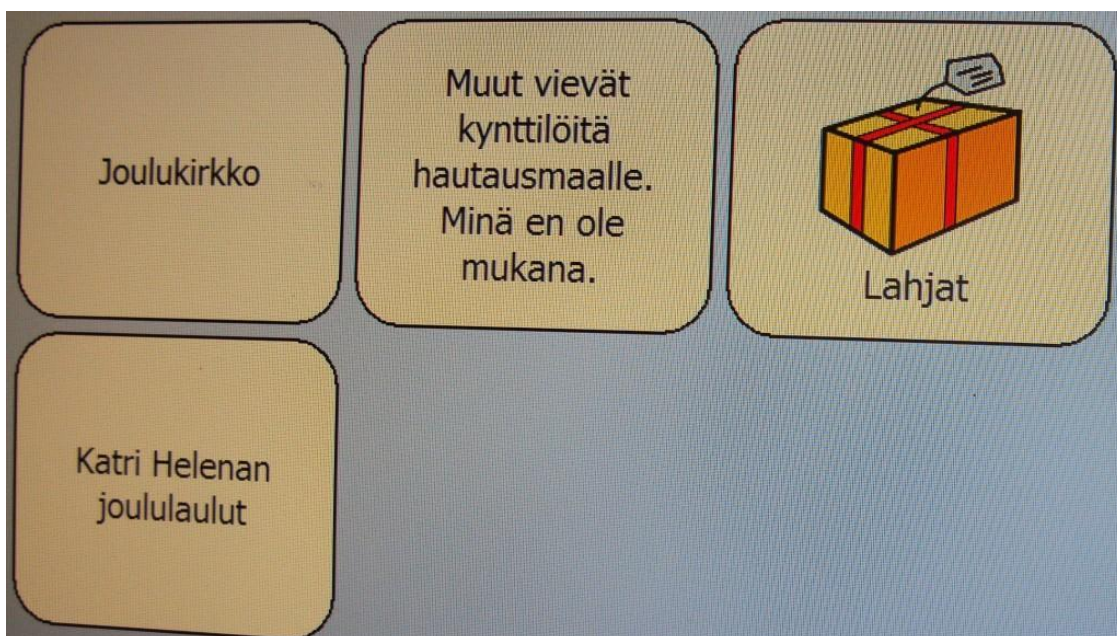 Joulukirkko
Muut vievät
kynttilöitä
hautausmaalle.
Minä en ole
mukana.
Lahjat
Katri Helenan
joululaulut